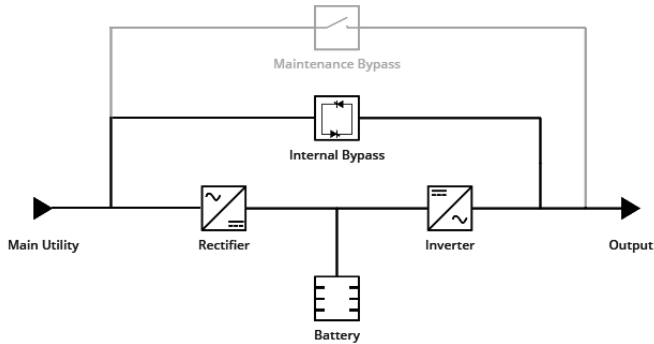 Maintenance Bypass
Internal Bypass
Main Utility
Rectifier
Inverter
Output
Battery